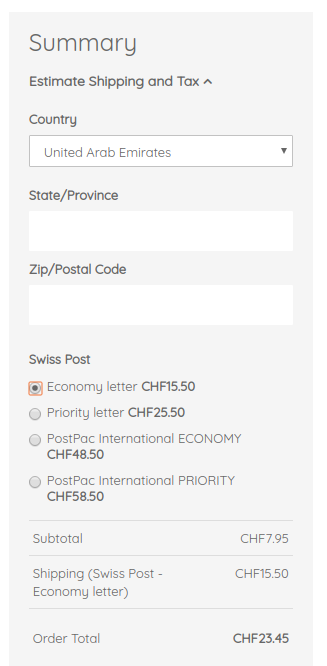 Summary
Estimate Shipping and Tax
Country
United Arab Emirates
State/Province
Zip/Postal Code
Swiss Post
Economy letter CHF15.50
Priority letter CHF25.50
PostPac International ECONOMY
CHF48.50
PostPac International PRIORITY
CHF58.50
Subtotal CHF7.95
Shipping (Swiss Post - CHF15.50
Economy letter)
Order Total CHF23.45